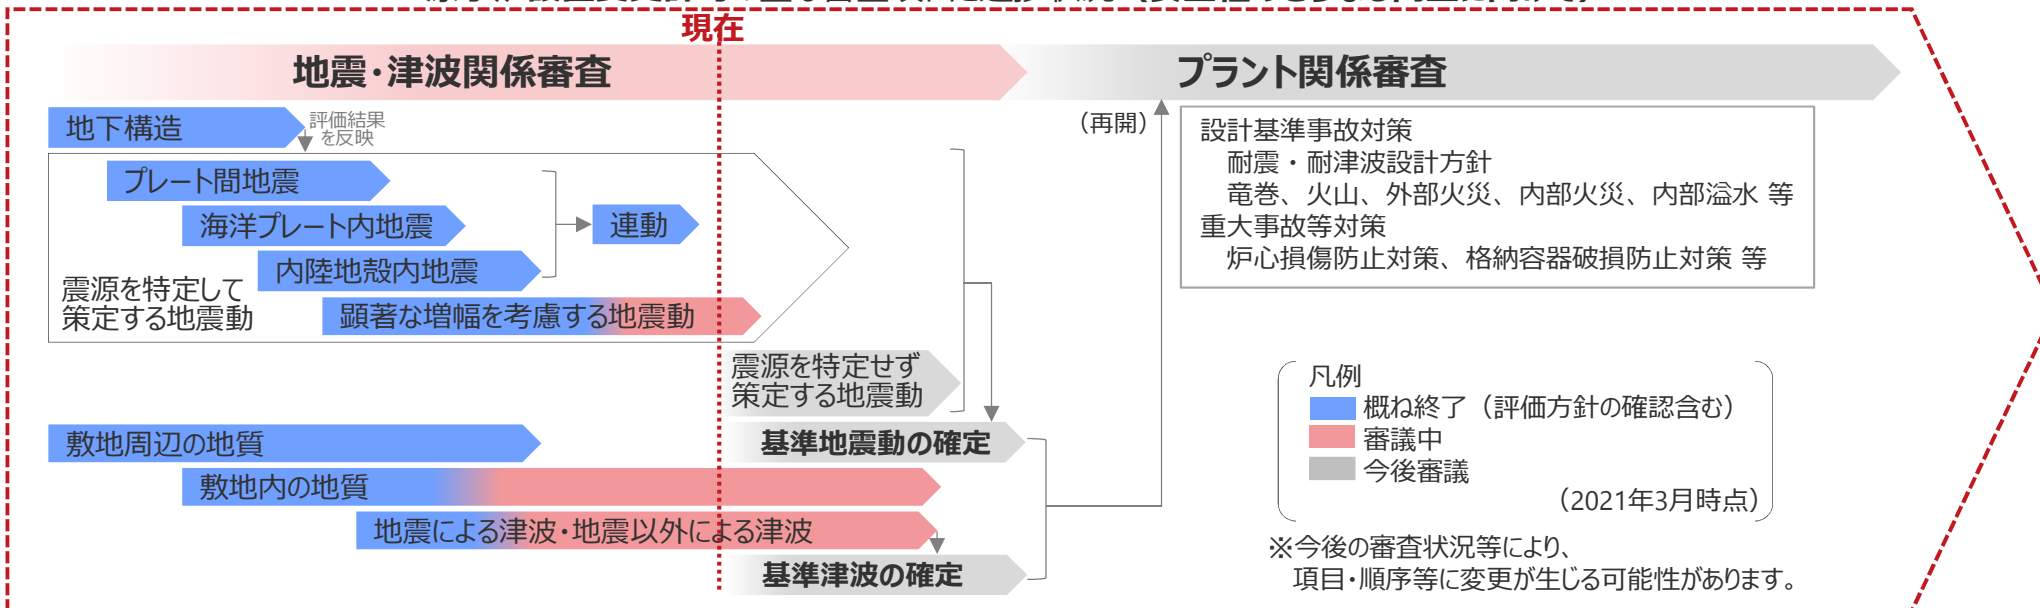 現在
地震・津波関係審査
プラント関係審査
地下構造
評価結果
を反映
プレート間地震
海洋プレート内地震
内陸地殻内地震
連動
震源を特定して
策定する地震動
顕著な増幅を考慮する地震動
震源を特定せず
策定する地震動
敷地周辺の地質
基準地震動の確定
敷地内の地質
地震による津波・地震以外による津波
基準津波の確定
（再開）
設計基準事故対策
耐震・耐津波設計方針
竜巻、火山、外部火災、内部火災、内部溢水 等
重大事故等対策
炉心損傷防止対策、格納容器破損防止対策 等
凡例
概ね終了（評価方針の確認含む）
審議中
今後審議
（2021年3月時点）
※今後の審査状況等により、
項目・順序等に変更が生じる可能性があります。